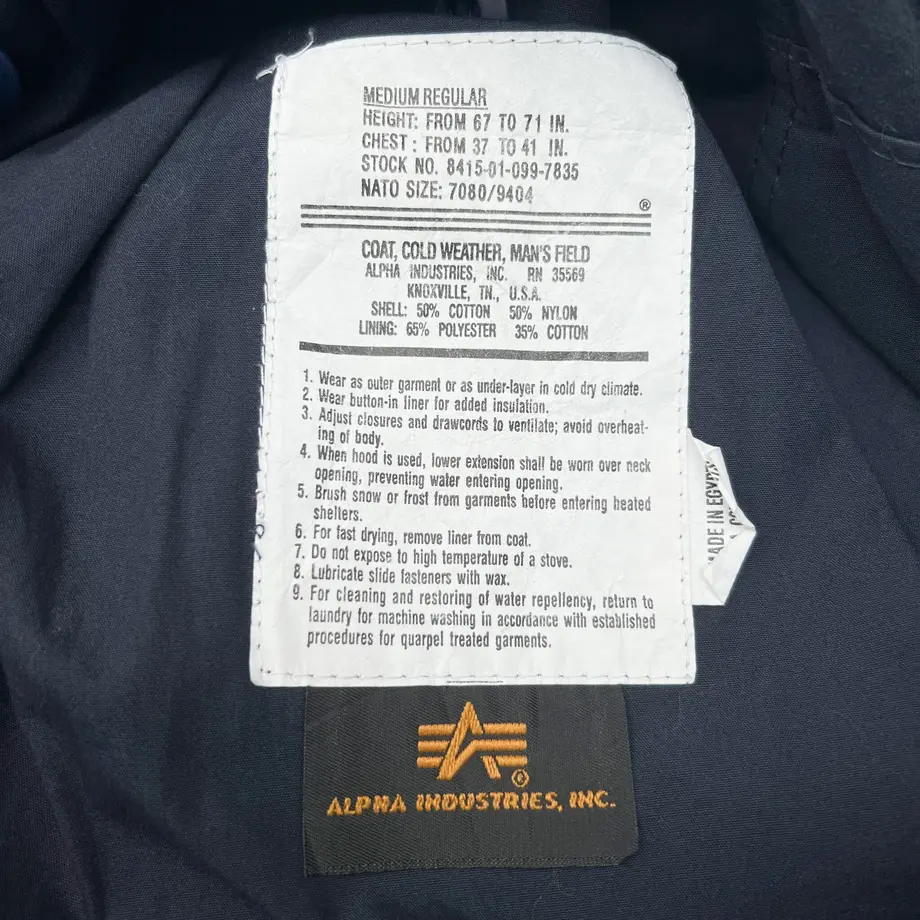 MEDIUM REGULAR
HEIGHT: FROM 67 TO 71 IN.
CHEST : FROM 37 TO 41 IN.
STOCK NO. 8415-01-099-7835
NATO SIZE: 7080/9404
®
COAT, COLD WEATHER, MAN'S FIELD
ALPHA INDUSTRIES, INC. RN 35569
KNOXVILLE, TN., U.S.A.
SHELL: 50% COTTON 50% NYLON
LINING: 65% POLYESTER 35% COTTON
1. Wear as outer garment or as under-layer in cold dry climate.
2. Wear button-in liner for added insulation.
3. Adjust closures and drawcords to ventilate; avoid overheat-
ing of body.
4. When hood is used, lower extension shall be worn over neck
opening, preventing water entering opening.
5. Brush snow or frost from garments before entering heated
shelters.
6. For fast drying, remove liner from coat.
7. Do not expose to high temperature of a stove.
8. Lubricate slide fasteners with wax.
9. For cleaning and restoring of water repellency, return to
laundry for machine washing in accordance with established
procedures for quarpel treated garments.
MADE IN EGYPT
©
ALPHA INDUSTRIES, INC.